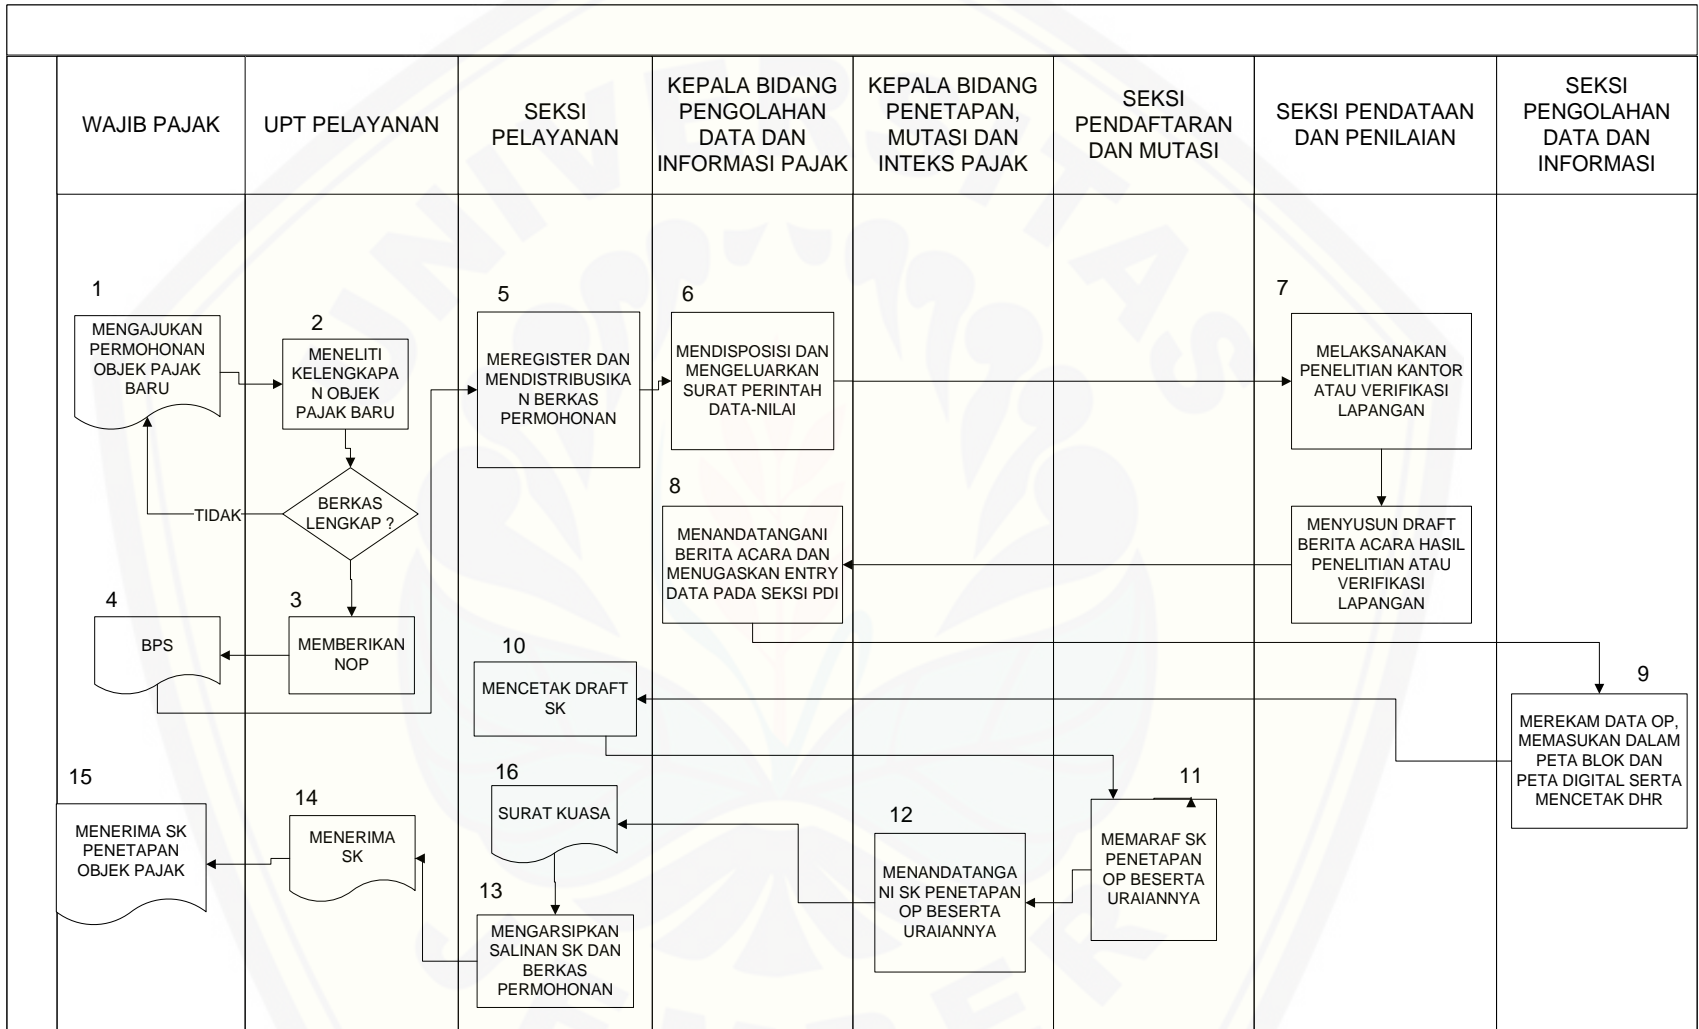 WAJIB PAJAK
UPT PELAYANAN
SEKSI
PELAYANAN
KEPALA BIDANG
PENGOLAHAN
DATA DAN
INFORMASI PAJAK
KEPALA BIDANG
PENETAPAN,
MUTASI DAN
INTEKS PAJAK
SEKSI
PENDAFTARAN
DAN MUTASI
SEKSI PENDATAAN
DAN PENILAIAN
SEKSI
PENGOLAHAN
DATA DAN
INFORMASI
UNIVERSITAS
1
MENGAJUKAN
PERMOHONAN
OBJEK PAJAK
BARU
2
MENELITI
KELENGKAPA
N OBJEK
PAJAK BARU
BERKAS
LENGKAP ?
TIDAK
3
MEMBERIKAN
NOP
4
BPS
5
MEREGISTER DAN
MENDISTRIBUSIKA
N BERKAS
PERMOHONAN
6
MENDISPOSISI DAN
MENGELUARKAN
SURAT PERINTAH
DATA-NILAI
7
MELAKSANAKAN
PENELITIAN KANTOR
ATAU VERIFIKASI
LAPANGAN
MENYUSUN DRAFT
BERITA ACARA HASIL
PENELITIAN ATAU
VERIFIKASI
LAPANGAN
8
MENANDATANGANI
BERITA ACARA DAN
MENUGASKAN ENTRY
DATA PADA SEKSI PDI
9
MEREKAM DATA OP,
MEMASUKAN DALAM
PETA BLOK DAN
PETA DIGITAL SERTA
MENCETAK DHR
10
MENCETAK DRAFT
SK
11
MEMARAF SK
PENETAPAN
OP BESERTA
URAIANNYA
12
MENANDATANGA
NI SK PENETAPAN
OP BESERTA
URAIANNYA
16
SURAT KUASA
13
MENGARSIPKAN
SALINAN SK DAN
BERKAS
PERMOHONAN
14
MENERIMA
SK
15
MENERIMA SK
PENETAPAN
OBJEK PAJAK
JEMBER